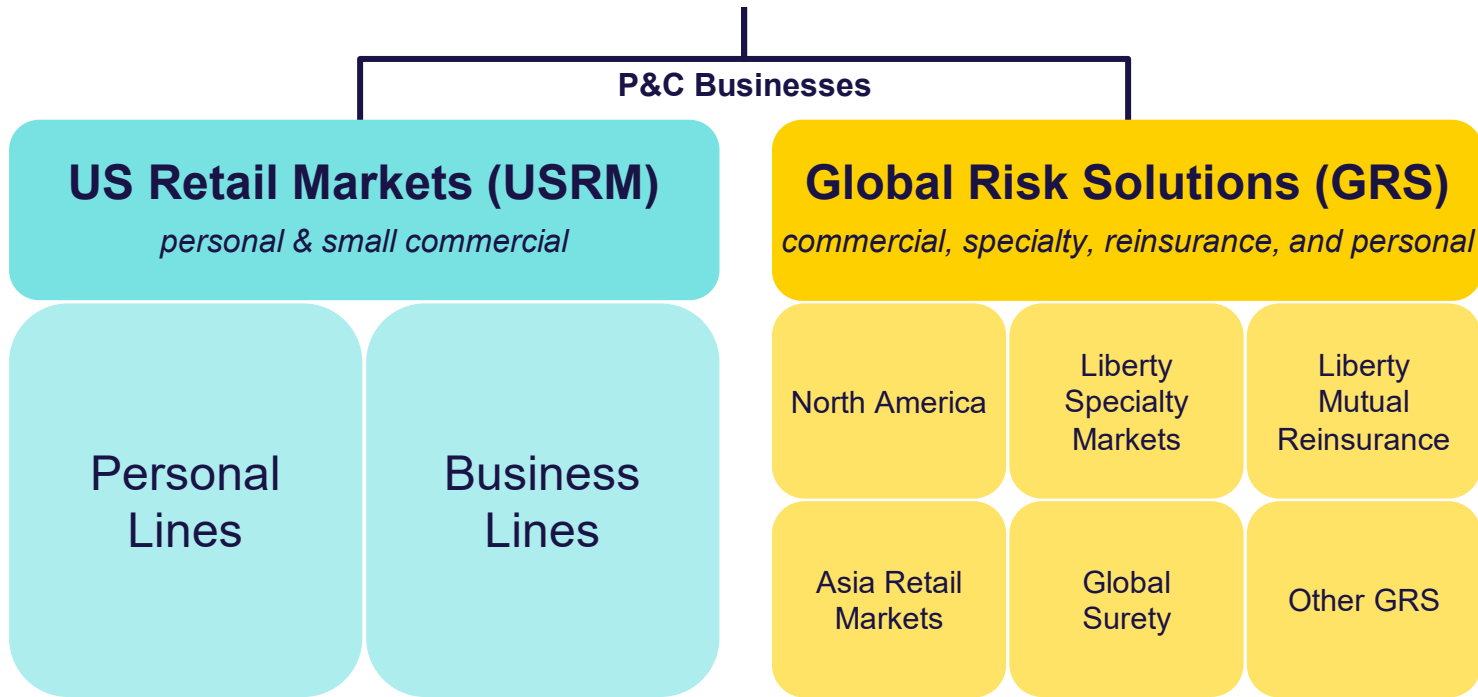 P&C Businesses
US Retail Markets (USRM)
personal & small commercial
Global Risk Solutions (GRS)
commercial, specialty, reinsurance, and personal
Personal
Lines
Business
Lines
North America
Liberty
Specialty
Markets
Liberty
Mutual
Reinsurance
Asia Retail
Markets
Global
Surety
Other GRS